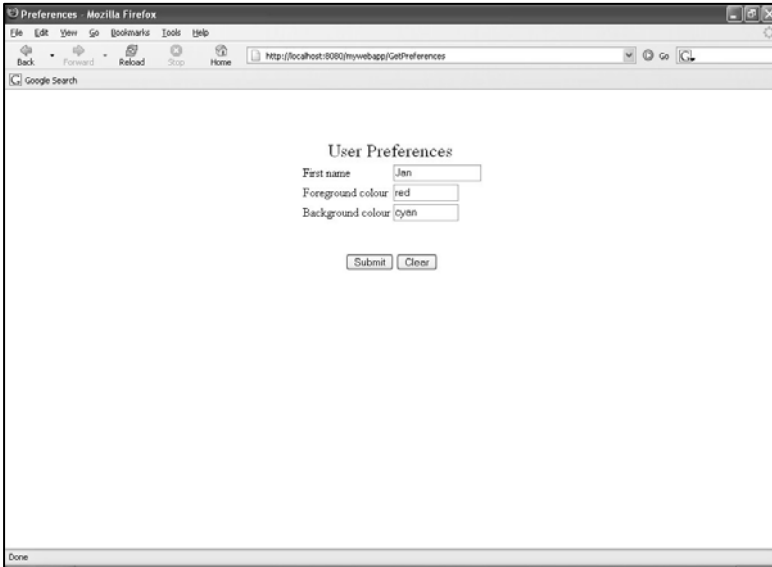 Preferences - Mozilla Firefox
File Edit View Go Bookmarks Tools Help
Back Forward Reload Stop Home http://localhost:8080/mywebapp/GetPreferences Go G
G Google Search
User Preferences
First name Jan
Foreground colour red
Background colour cyan
Submit Clear
Done